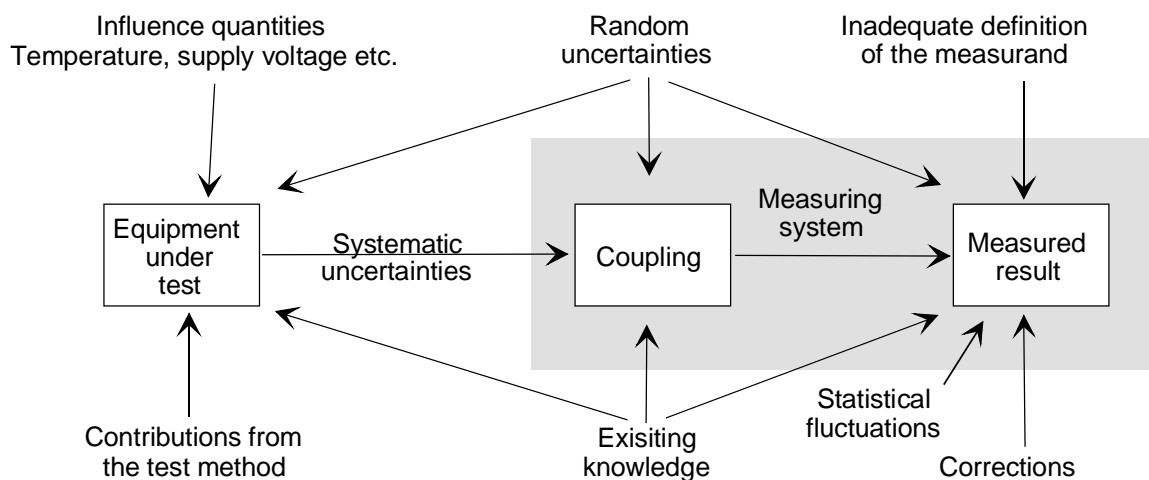 Influence quantities
Temperature, supply voltage etc.
Random
uncertainties
Inadequate definition
of the measurand
Equipment
under
test
Systematic
uncertainties
Coupling
Measuring
system
Measured
result
Contributions from
the test method
Exisiting
knowledge
Statistical
fluctuations
Corrections